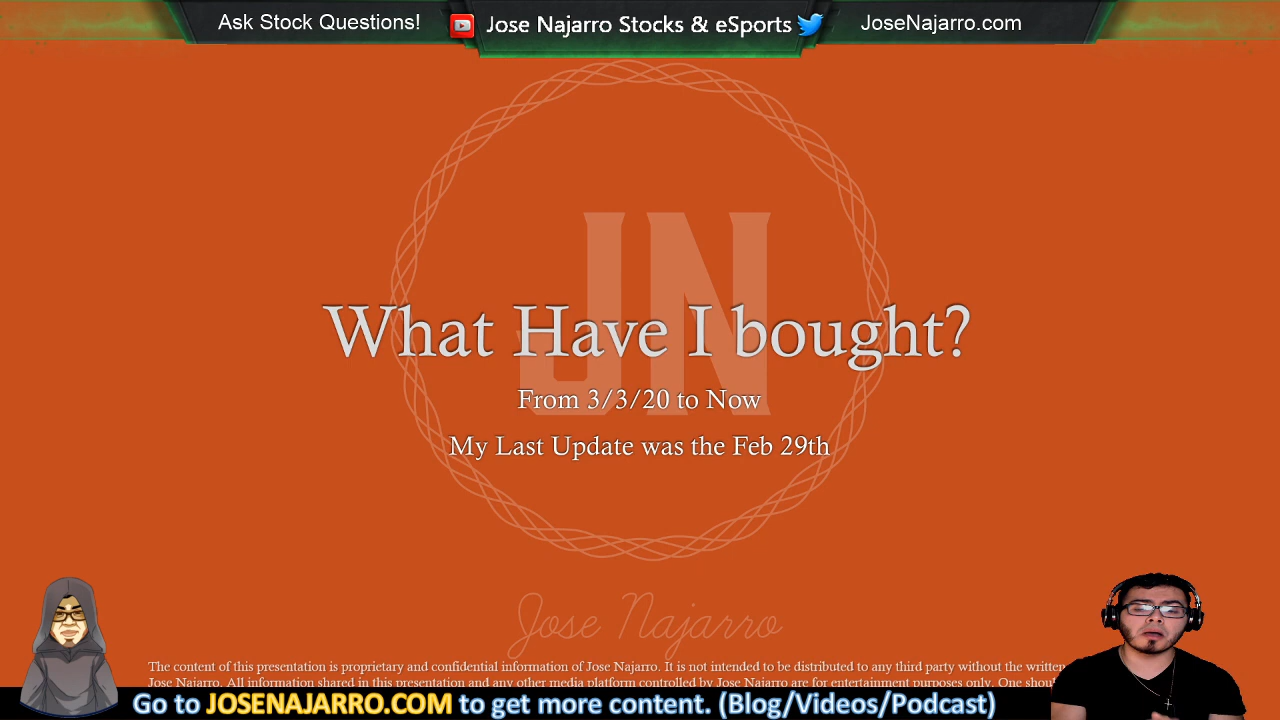 Ask Stock Questions!
Jose Najarro Stocks & eSports
JoseNajarro.com
JN
What Have I bought?
From 3/3/20 to Now
My Last Update was the Feb 29th
Jose Najarro
The content of this presentation is proprietary and confidential information of Jose Najarro. It is not intended to be distributed to any third party without the written
Jose Najarro. All information shared in this presentation and any other media platform controlled by Jose Najarro are for entertainment purposes only. One
Go to JOSENAJARRO.COM to get more content. (Blog/Videos/Podcast)